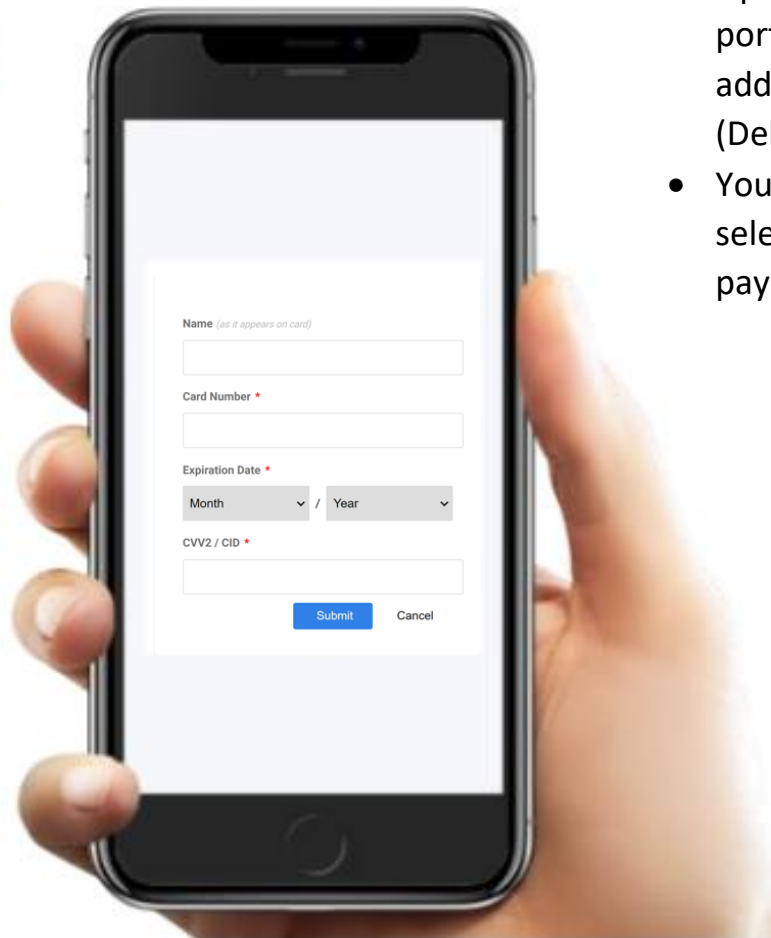 port
add
(De
• You
sele
pay
Name (as it appears on card)
Card Number *
Expiration Date *
Month / Year
CVV2 / CID *
Submit Cancel